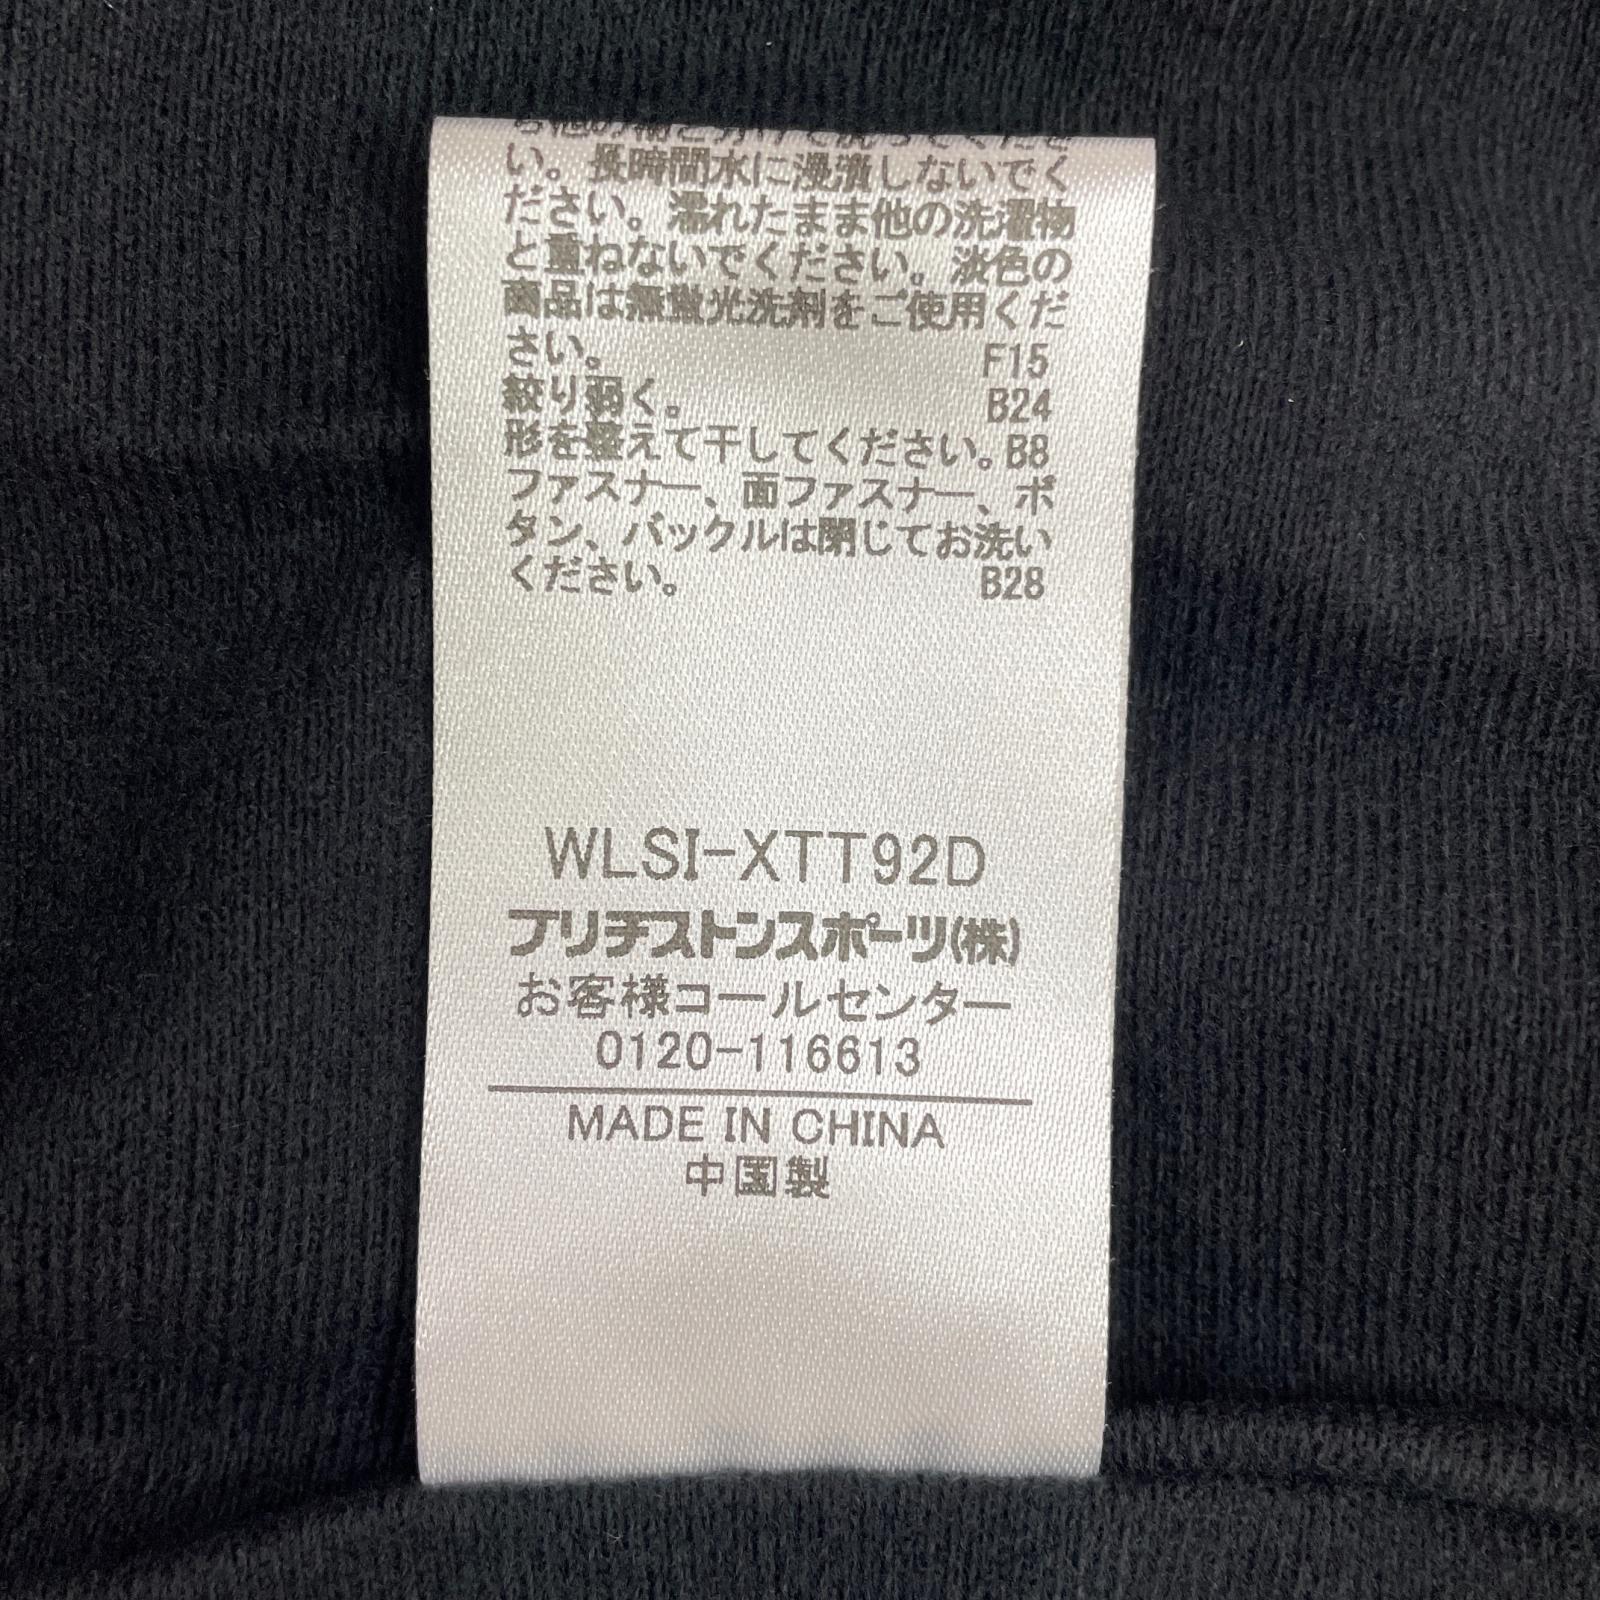 い。長時間水に浸漬しないでく
ださい。濡れたまま他の洗濯物
と重ねないでください。淡色の
商品は無蛍光洗剤をご使用くだ
さい。 F15
絞り弱く。 B24
形を整えて干してください。B8
ファスナー、面ファスナー、ボ
タン、バックルは閉じてお洗い
ください。 B28
WLSI-XTT92D
ブリヂストンスポーツ(株)
お客様コールセンター
0120-116613
MADE IN CHINA
中国製